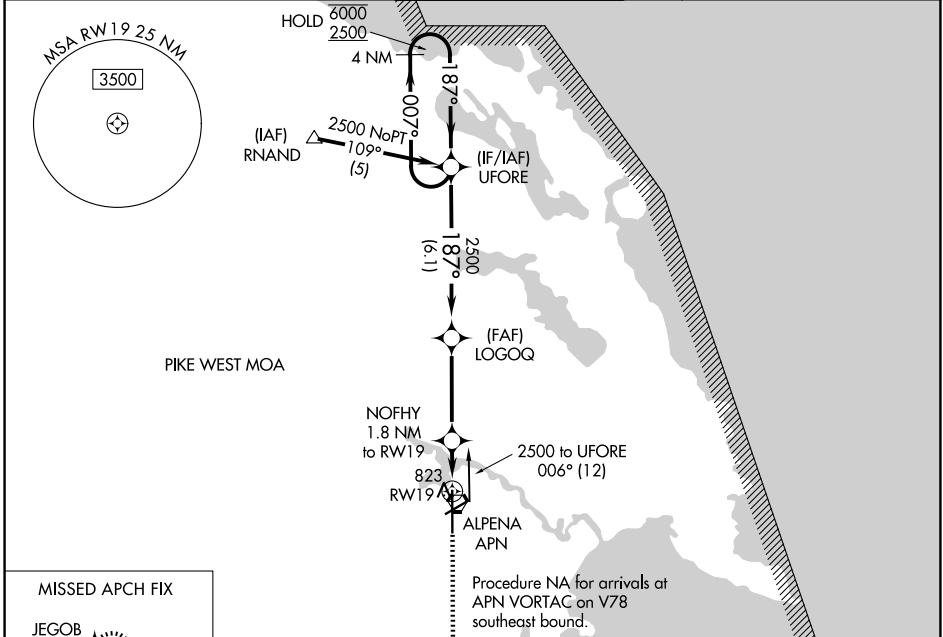 MSA RW19 25 NM
3500
HOLD 6000
2500
4 NM
187°
007°
2500 NoPT
109°
(5)
(IAF)
RNAND
(IF/IAF)
UFORE
2500
187°
(6.1)
(FAF)
LOGOQ
PIKE WEST MOA
NOFHY
1.8 NM
to RW19
2500 to UFORE
006° (12)
823
RW19
ALPENA
APN
Procedure NA for arrivals at
APN VORTAC on V78
southeast bound.
MISSED APCH FIX
JEGOB